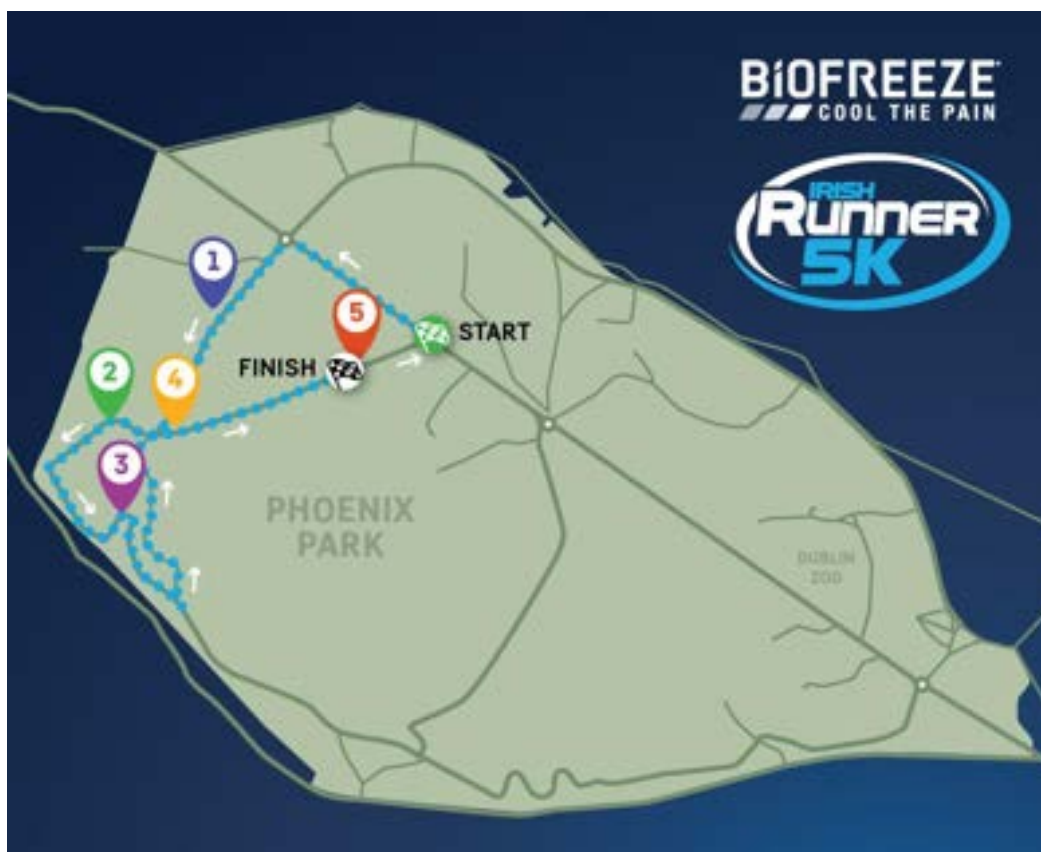 BiOFREEZE
COOL THE PAIN
IRISH
RUNNER
5K
1
5
START
FINISH
2
4
3
PHOENIX
PARK
DUBLIN
ZOO